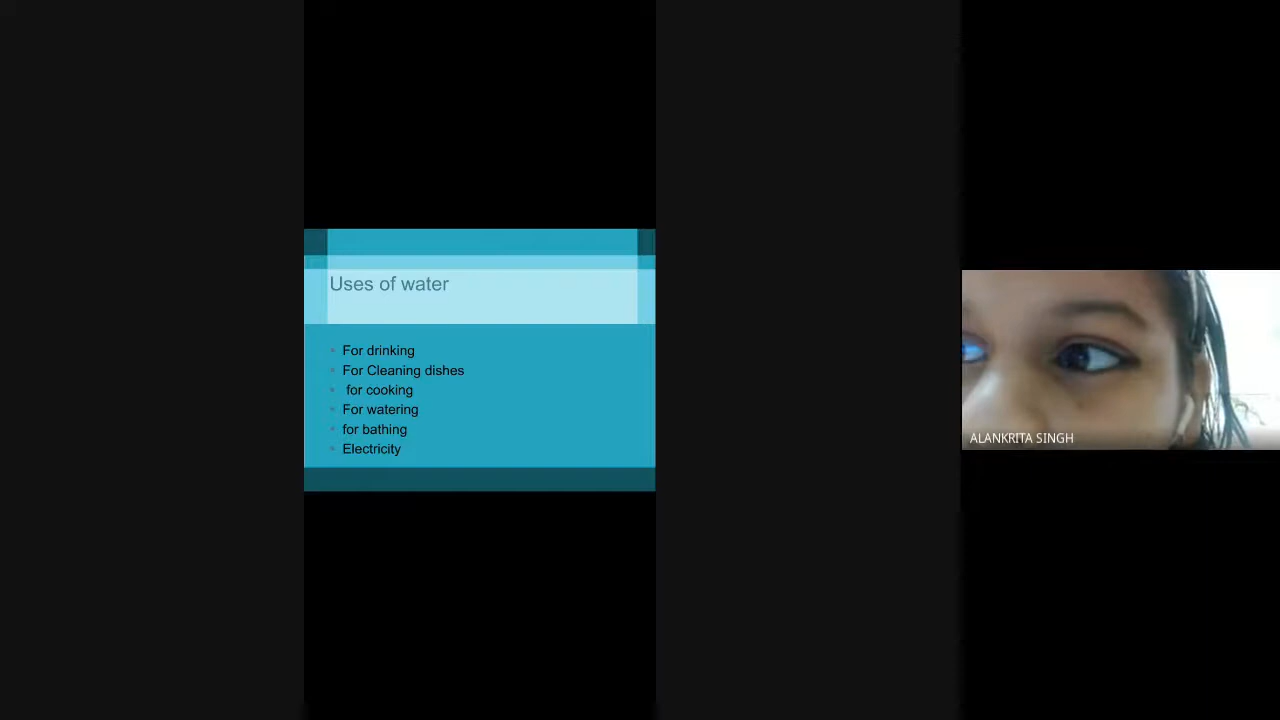 Uses of water
For drinking
For Cleaning dishes
for cooking
For watering
for bathing
Electricity
ALANKRITA SINGH